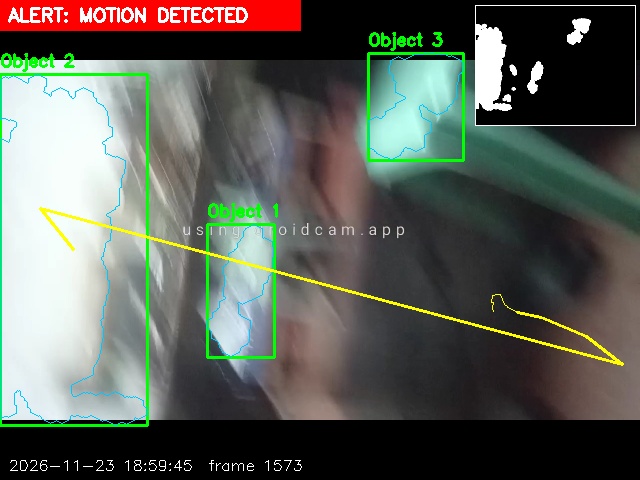 ALERT: MOTION DETECTED
Object 3
Object 2
Object 1
using droidcam.app
2026-11-23 18:59:45 frame 1573